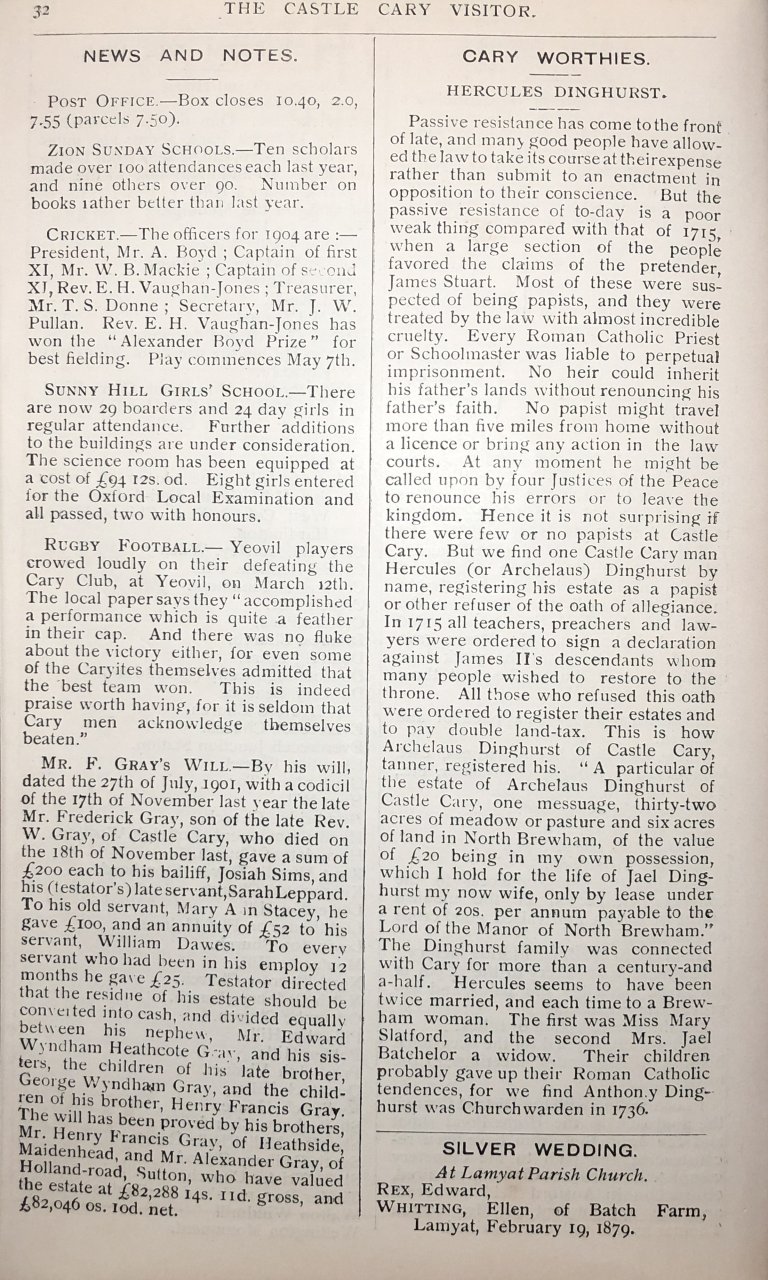 32
THE CASTLE CARY VISITOR.
NEWS AND NOTES.
POST OFFICE.—Box closes 10.40, 2.0,
7.55 (parcels 7.50).
ZION SUNDAY SCHOOLS.—Ten scholars
made over 100 attendances each last year,
and nine others over 90. Number on
books rather better than last year.
CRICKET.—The officers for 1904 are :—
President, Mr. A. Boyd ; Captain of first
XI, Mr. W. B. Mackie ; Captain of second
XI, Rev. E. H. Vaughan-Jones ; Treasurer,
Mr. T. S. Donne ; Secretary, Mr. J. W.
Pullan. Rev. E. H. Vaughan-Jones has
won the "Alexander Boyd Prize" for
best fielding. Play commences May 7th.
SUNNY HILL GIRLS' SCHOOL.—There
are now 29 boarders and 24 day girls in
regular attendance. Further additions
to the buildings are under consideration.
The science room has been equipped at
a cost of £94 12s. 0d. Eight girls entered
for the Oxford Local Examination and
all passed, two with honours.
RUGBY FOOTBALL.— Yeovil players
crowed loudly on their defeating the
Cary Club, at Yeovil, on March 12th.
The local paper says they "accomplished
a performance which is quite a feather
in their cap. And there was no fluke
about the victory either, for even some
of the Caryites themselves admitted that
the best team won. This is indeed
praise worth having, for it is seldom that
Cary men acknowledge themselves
beaten."
MR. F. GRAY'S WILL.—By his will,
dated the 27th of July, 1901, with a codicil
of the 17th of November last year the late
Mr. Frederick Gray, son of the late Rev.
W. Gray, of Castle Cary, who died on
the 18th of November last, gave a sum of
£200 each to his bailiff, Josiah Sims, and
his (testator's) late servant, Sarah Leppard.
To his old servant, Mary A in Stacey, he
gave £100, and an annuity of £52 to his
servant, William Dawes. To every
servant who had been in his employ 12
months he gave £25. Testator directed
that the residue of his estate should be
converted into cash, and divided equally
between his nephew, Mr. Edward
Wyndham Heathcote Gray, and his sis-
ters, the children of his late brother,
George Wyndham Gray, and the child-
ren of his brother, Henry Francis Gray.
The will has been proved by his brothers,
Mr. Henry Francis Gray, of Heathside,
Maidenhead, and Mr. Alexander Gray, of
Holland-road, Sutton, who have valued
the estate at £82,288 14s. 11d. gross, and
£82,046 0s. 10d. net.
CARY WORTHIES.
HERCULES DINGHURST.
Passive resistance has come to the front
of late, and many good people have allow-
ed the law to take its course at their expense
rather than submit to an enactment in
opposition to their conscience. But the
passive resistance of to-day is a poor
weak thing compared with that of 1715,
when a large section of the people
favored the claims of the pretender,
James Stuart. Most of these were sus-
pected of being papists, and they were
treated by the law with almost incredible
cruelty. Every Roman Catholic Priest
or Schoolmaster was liable to perpetual
imprisonment. No heir could inherit
his father's lands without renouncing his
father's faith. No papist might travel
more than five miles from home without
a licence or bring any action in the law
courts. At any moment he might be
called upon by four Justices of the Peace
to renounce his errors or to leave the
kingdom. Hence it is not surprising if
there were few or no papists at Castle
Cary. But we find one Castle Cary man
Hercules (or Archelaus) Dinghurst by
name, registering his estate as a papist
or other refuser of the oath of allegiance.
In 1715 all teachers, preachers and law-
yers were ordered to sign a declaration
against James II's descendants whom
many people wished to restore to the
throne. All those who refused this oath
were ordered to register their estates and
to pay double land-tax. This is how
Archelaus Dinghurst of Castle Cary,
tanner, registered his. "A particular of
the estate of Archelaus Dinghurst of
Castle Cary, one messuage, thirty-two
acres of meadow or pasture and six acres
of land in North Brewham, of the value
of £20 being in my own possession,
which I hold for the life of Jael Ding-
hurst my now wife, only by lease under
a rent of 20s. per annum payable to the
Lord of the Manor of North Brewham."
The Dinghurst family was connected
with Cary for more than a century-and
a-half. Hercules seems to have been
twice married, and each time to a Brew-
ham woman. The first was Miss Mary
Slatford, and the second Mrs. Jael
Batchelor a widow. Their children
probably gave up their Roman Catholic
tendences, for we find Anthon.y Ding-
hurst was Churchwarden in 1736.
SILVER WEDDING.
At Lamyat Parish Church.
REX, Edward,
WHITTING, Ellen, of Batch Farm,
Lamyat, February 19, 1879.